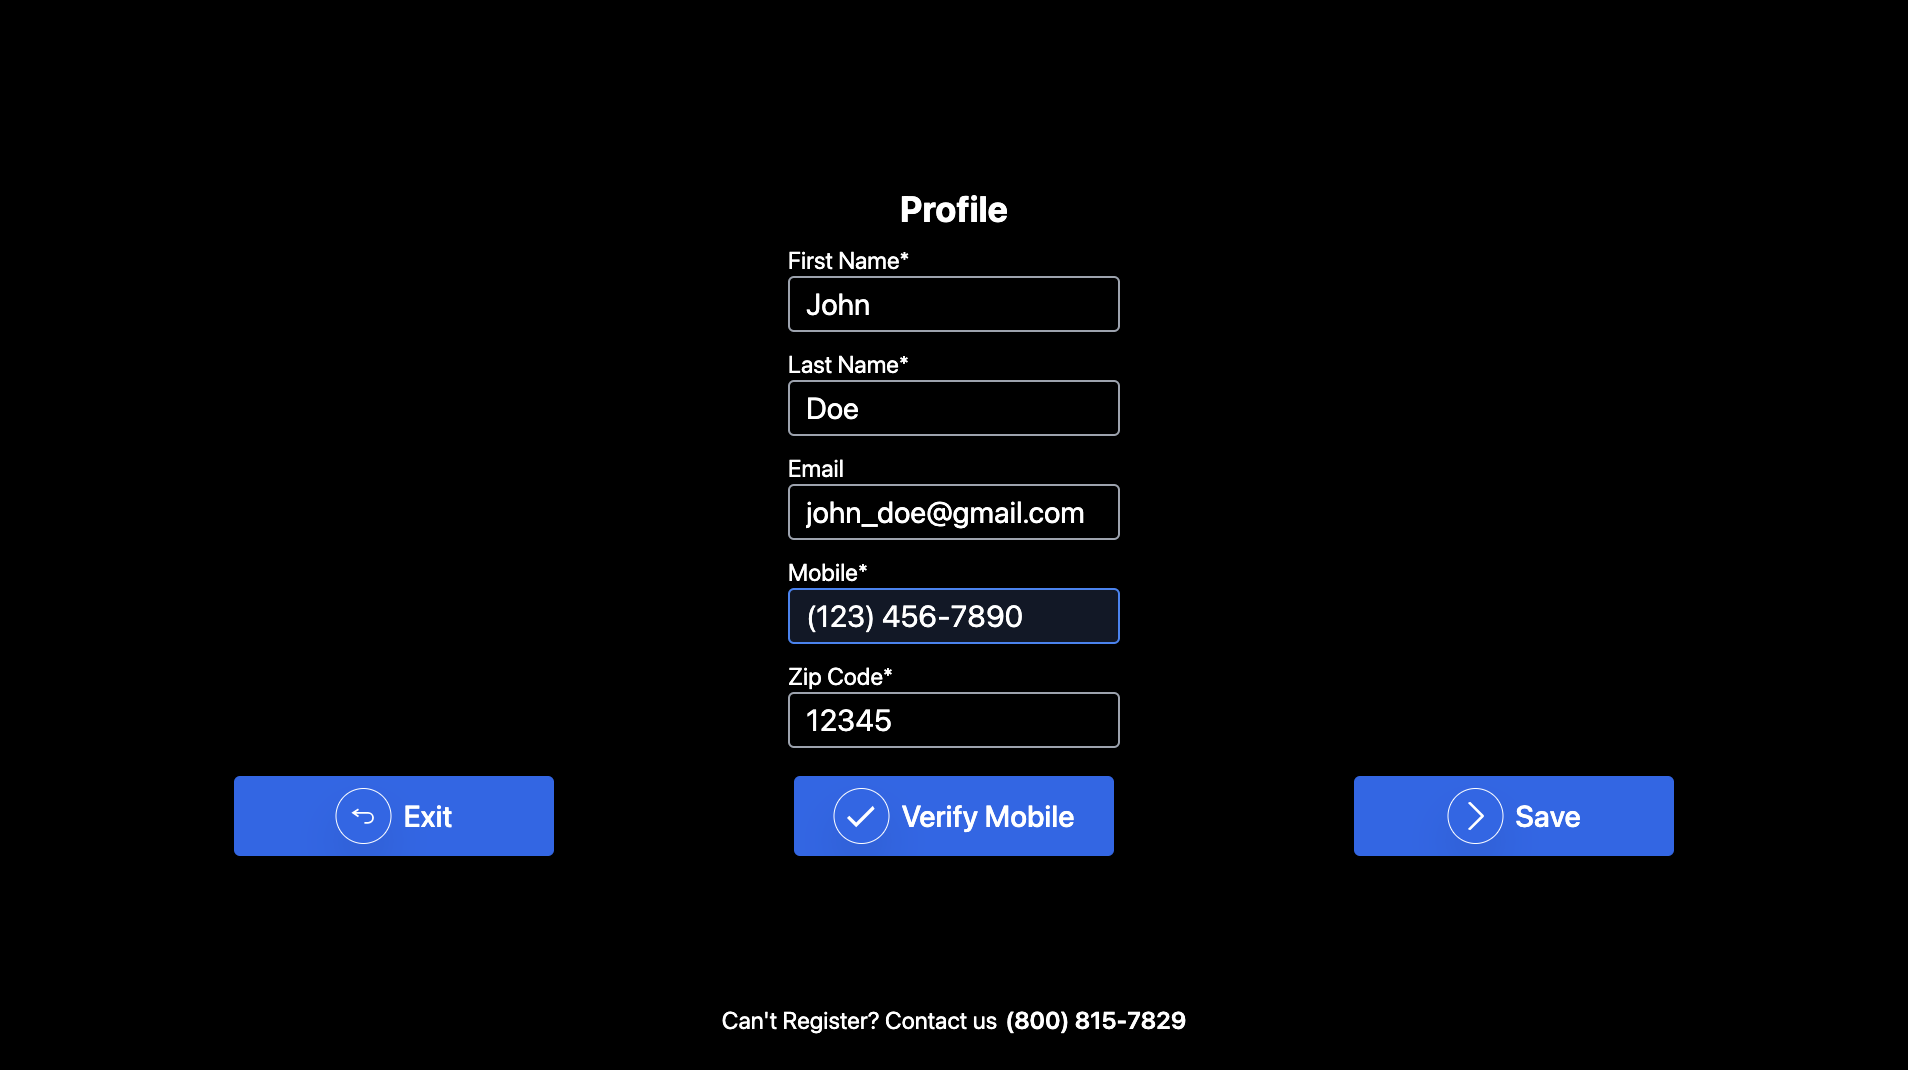 Profile
First Name*
John
Last Name*
Doe
Email
john_doe@gmail.com
Mobile*
(123) 456-7890
Zip Code*
12345
Exit
Verify Mobile
Save
Can't Register? Contact us (800) 815-7829